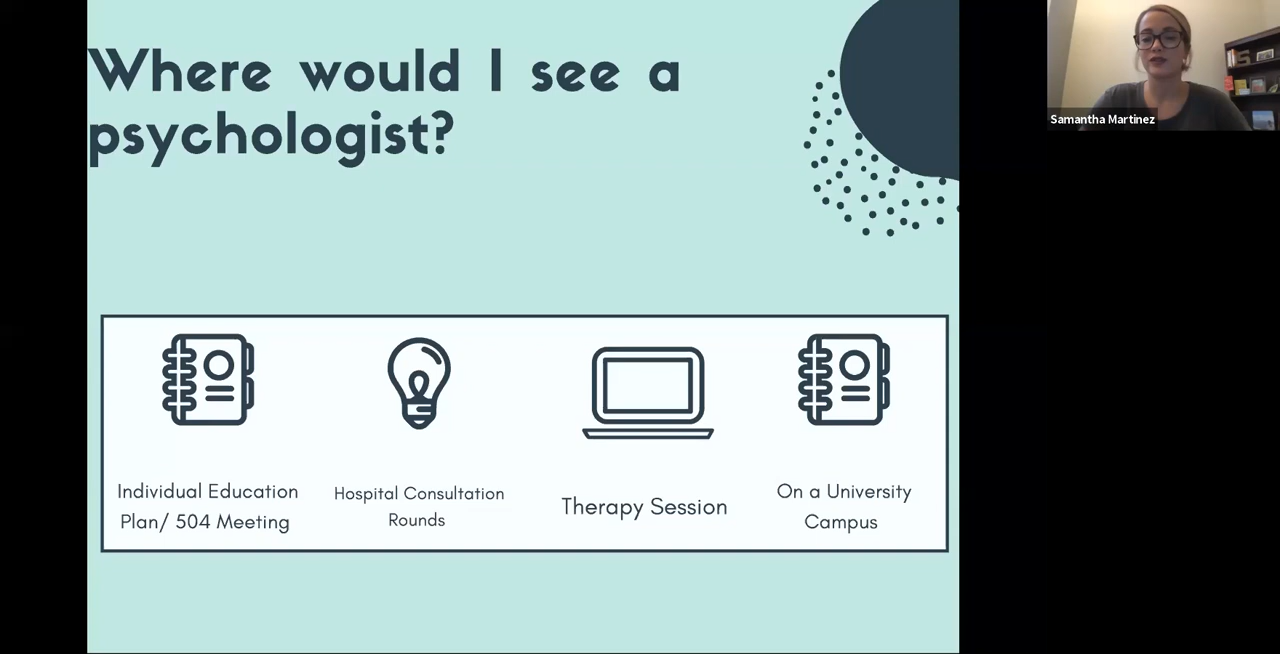 Where would I see a
psychologist?
Samantha Martinez
Individual Education
Plan/ 504 Meeting
Hospital Consultation
Rounds
Therapy Session
On a University
Campus